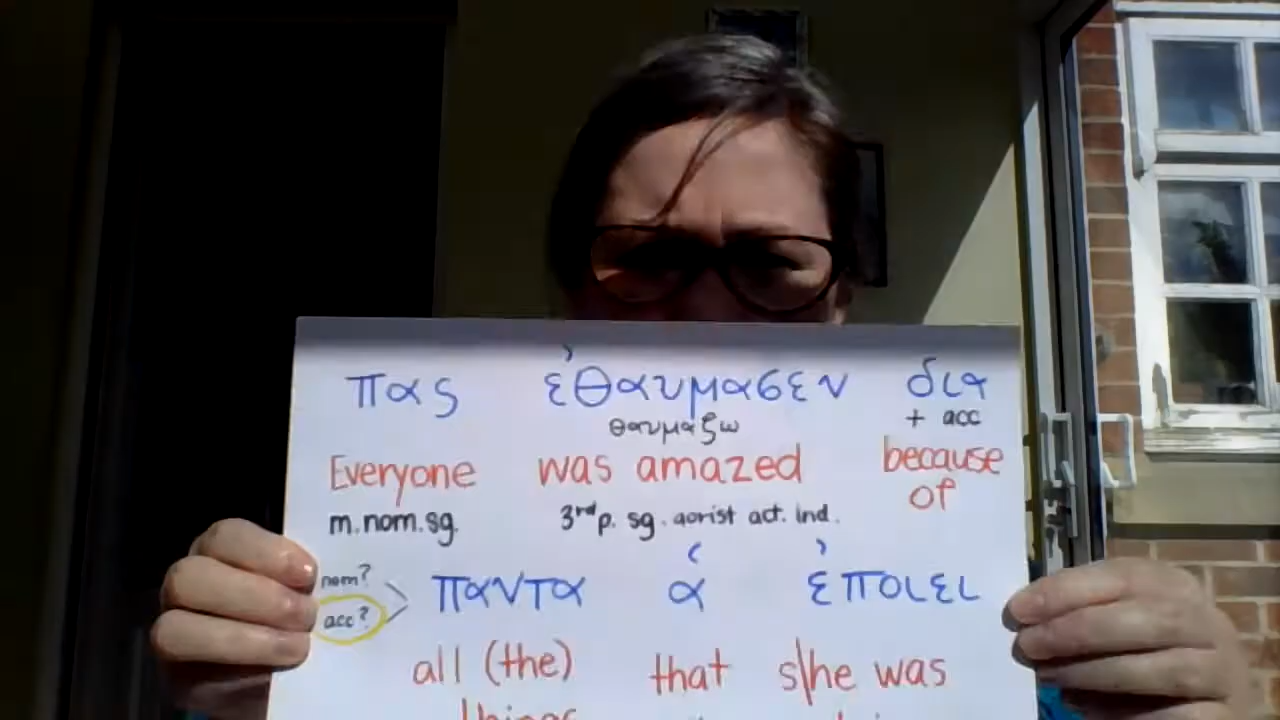 πας ἐθαυμασεν δια
θαυμαζω + acc
Everyone was amazed because of
m. nom. sg. 3rd p. sg. aorist act. ind.
nom?
acc?
παντα ἁ ἐποιει
all (the) that s/he was
things